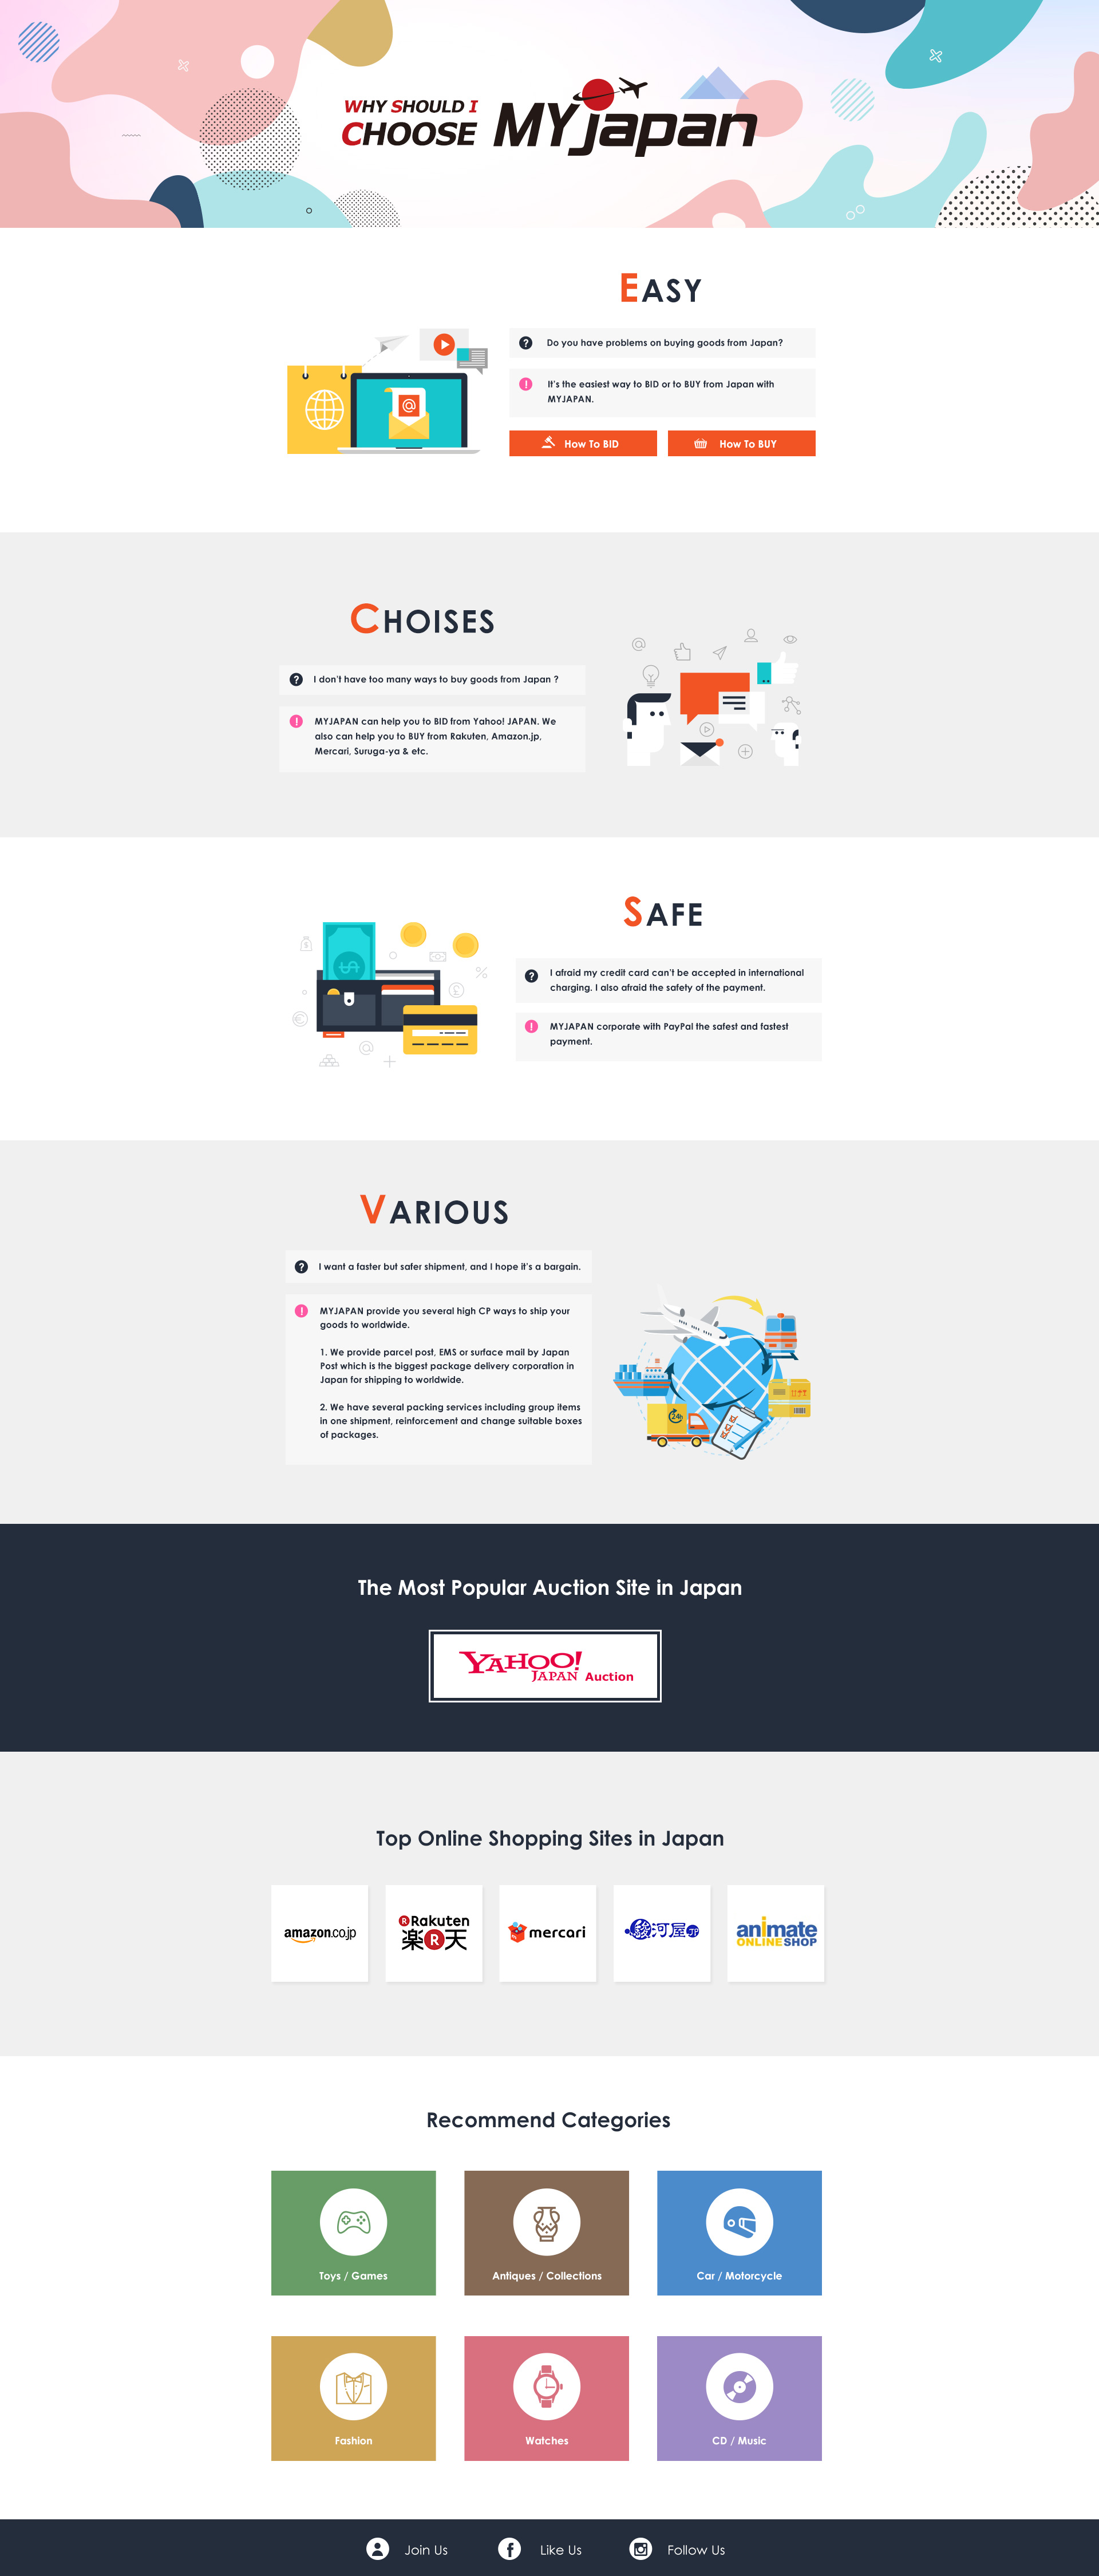 WHY SHOULD I
CHOOSE
MYjapan
EASY
Do you have problems on buying goods from Japan?
It's the easiest way to BID or to BUY from Japan with
MYJAPAN.
How To BID
How To BUY
CHOISES
I don't have too many ways to buy goods from Japan ?
MYJAPAN can help you to BID from Yahoo! JAPAN. We
also can help you to BUY from Rakuten, Amazon.jp,
Mercari, Suruga-ya & etc.
SAFE
I afraid my credit card can't be accepted in international
charging. I also afraid the safety of the payment.
MYJAPAN corporate with PayPal the safest and fastest
payment.
VARIOUS
I want a faster but safer shipment, and I hope it's a bargain.
MYJAPAN provide you several high CP ways to ship your
goods to worldwide.
1. We provide parcel post, EMS or surface mail by Japan
Post which is the biggest package delivery corporation in
Japan for shipping to worldwide.
2. We have several packing services including group items
in one shipment, reinforcement and change suitable boxes
of packages.
24h
The Most Popular Auction Site in Japan
YAHOO!
JAPAN Auction
Top Online Shopping Sites in Japan
amazon.co.jp
R Rakuten
楽R天
mercari
駿河屋.JP
animate
ONLINE SHOP
Recommend Categories
Toys / Games
Antiques / Collections
Car / Motorcycle
Fashion
Watches
CD / Music
Join Us
Like Us
Follow Us